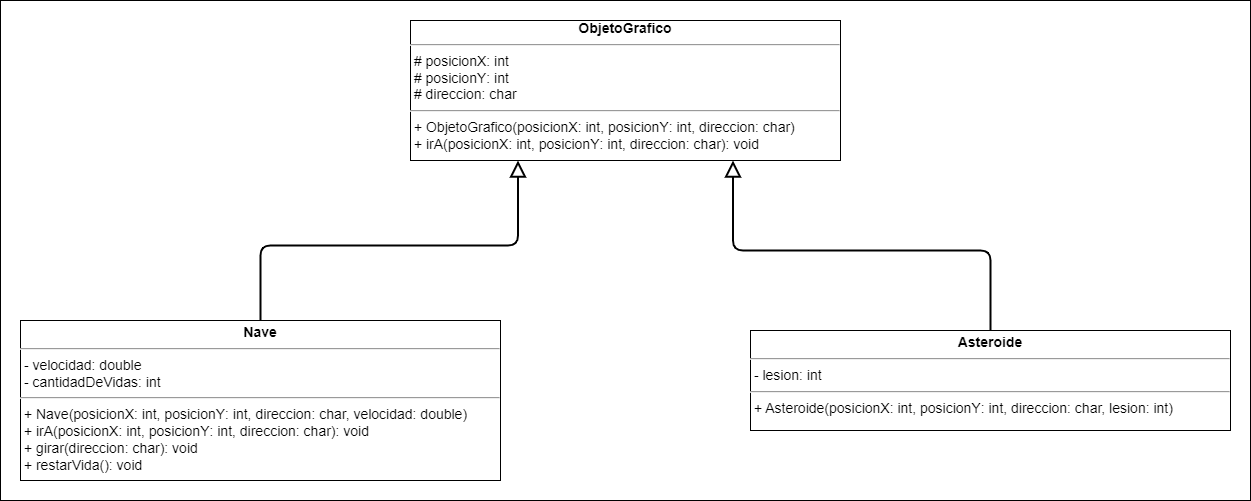 ObjetoGrafico
# posicionX: int
# posicionY: int
# direccion: char
+ ObjetoGrafico(posicionX: int, posicionY: int, direccion: char)
+ irA(posicionX: int, posicionY: int, direccion: char): void
Nave
- velocidad: double
- cantidadDeVidas: int
+ Nave(posicionX: int, posicionY: int, direccion: char, velocidad: double)
+ irA(posicionX: int, posicionY: int, direccion: char): void
+ girar(direccion: char): void
+ restarVida(): void
Asteroide
- lesion: int
+ Asteroide(posicionX: int, posicionY: int, direccion: char, lesion: int)